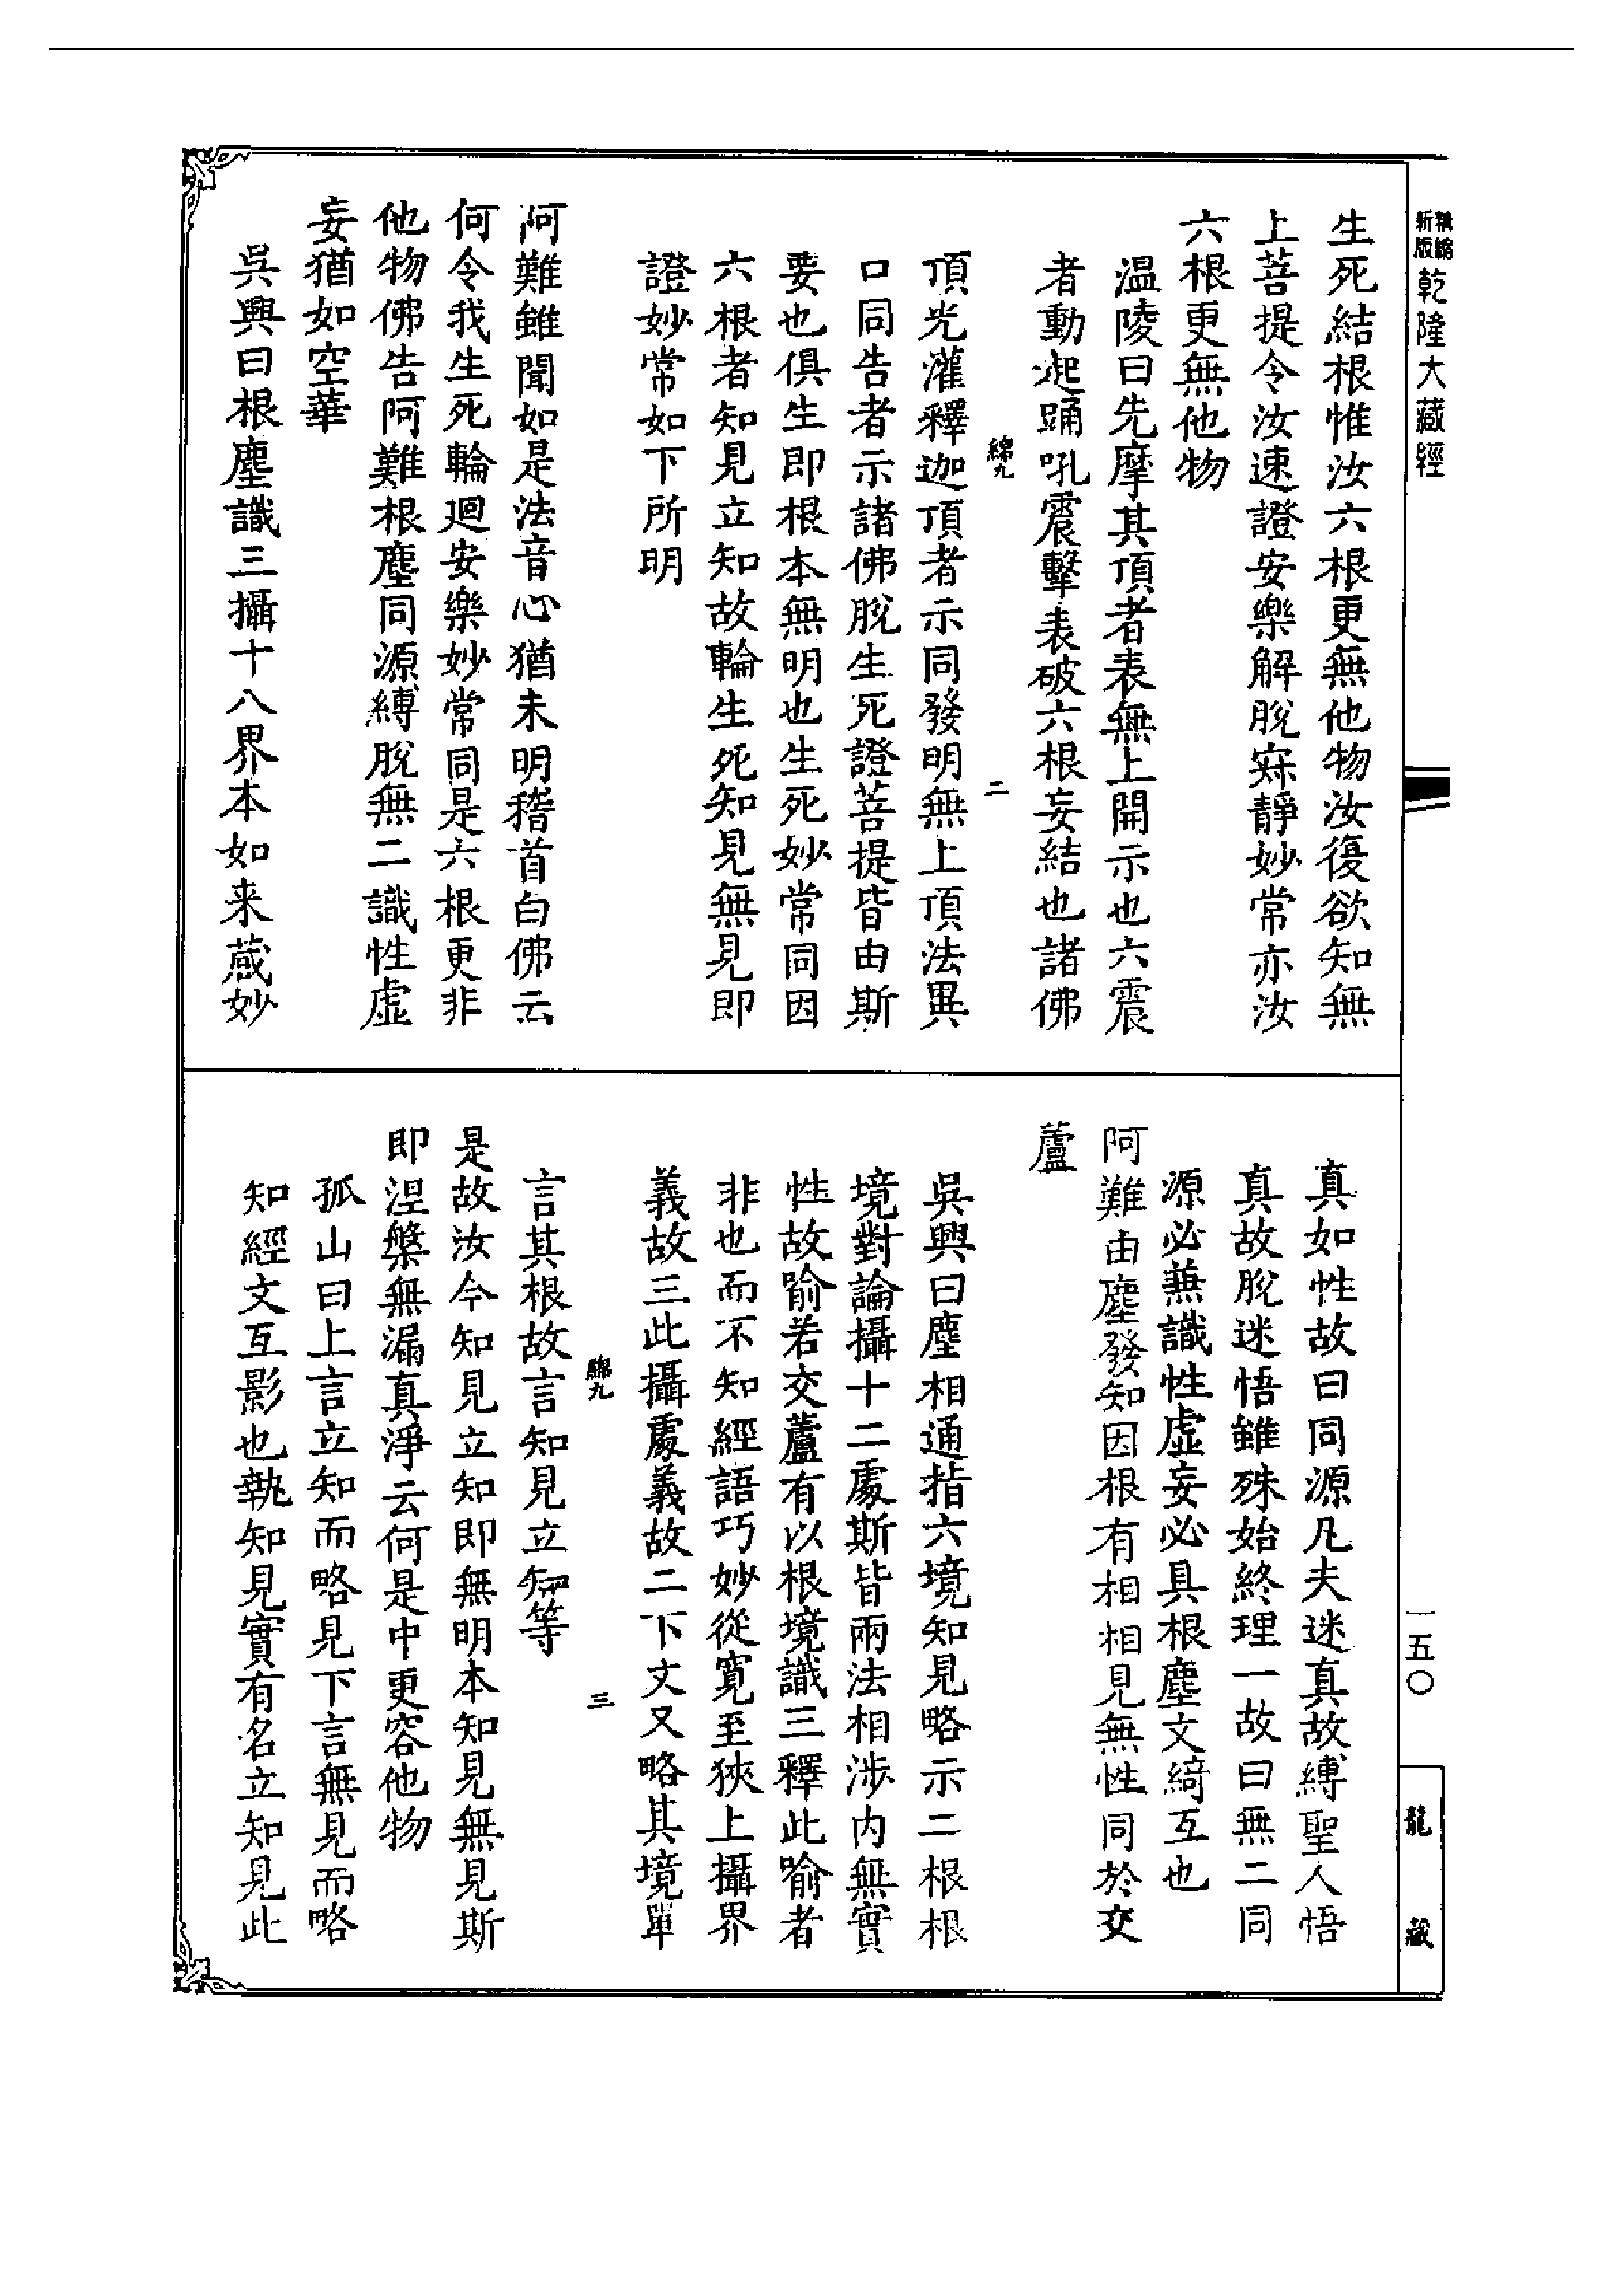 精縮新版乾隆大藏經
生死結根惟汝六根更無他物汝復欲知無
上菩提令汝速證安樂解脫寂靜妙常亦汝
六根更無他物
溫陵曰先摩其頂者表無上開示也六震
者動起踊吼震擊表破六根妄結也諸佛
綿九 二
頂光灌釋迦頂者示同發明無上頂法異
口同告者示諸佛脫生死證菩提皆由斯
要也俱生即根本無明也生死妙常同因
六根者知見立知故輪生死知見無見即
證妙常如下所明
阿難雖聞如是法音心猶未明稽首白佛云
何令我生死輪迴安樂妙常同是六根更非
他物佛告阿難根塵同源縛脫無二識性虛
妄猶如空華
吳興曰根塵識三攝十八界本如來藏妙
真如性故曰同源凡夫迷真故縛聖人悟
真故脫迷悟雖殊始終理一故曰無二同
源必兼識性虛妄必具根塵文綺互也
阿難由塵發知因根有相相見無性同於交
蘆
吳興曰塵相通指六境知見略示二根根
境對論攝十二處斯皆兩法相涉內無實
性故喻若交蘆有以根境識三釋此喻者
非也而不知經語巧妙從寬至狹上攝界
義故三此攝處義故二下文又略其境單
綿九 三
言其根故言知見立知等
是故汝今知見立知即無明本知見無見斯
即涅槃無漏真淨云何是中更容他物
孤山曰上言立知而略見下言無見而略
知經文互影也執知見實有名立知見此
一五〇
龍藏